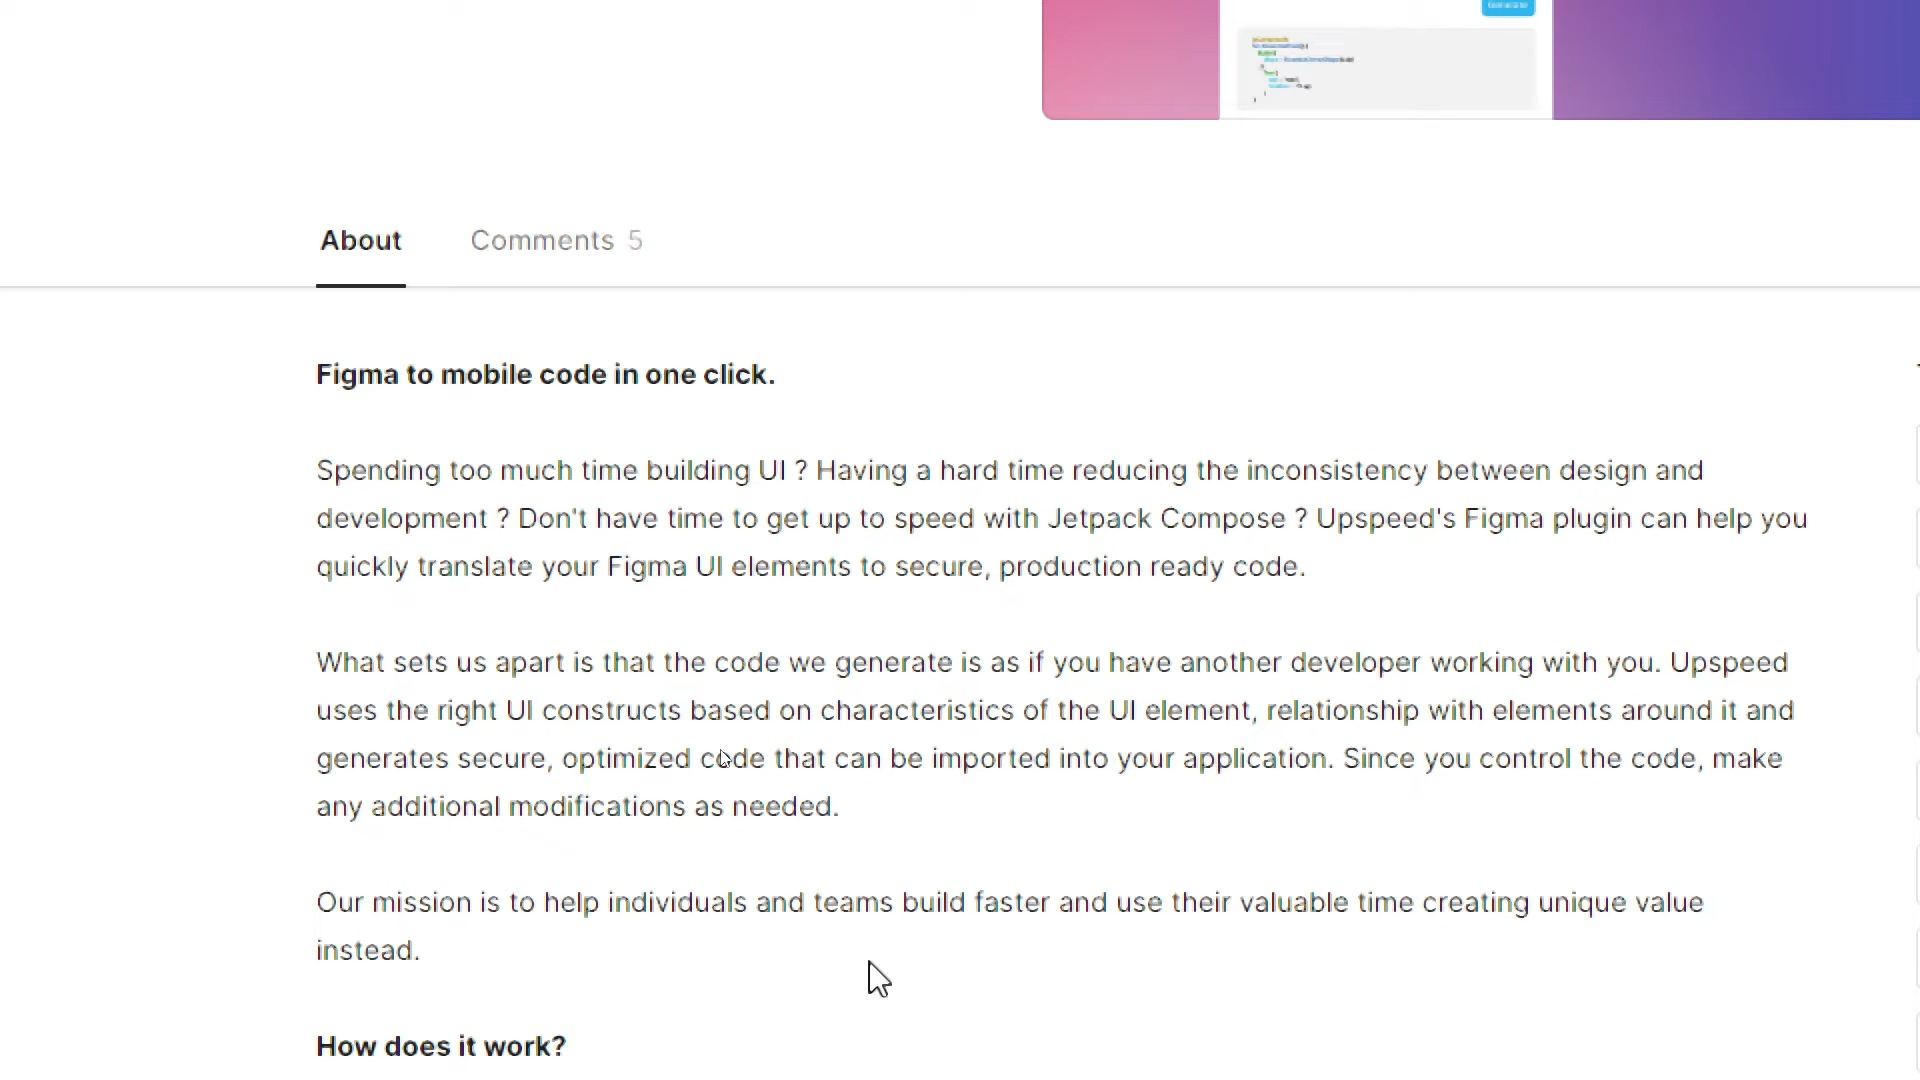 About
Comments 5
Figma to mobile code in one click.
Spending too much time building UI ? Having a hard time reducing the inconsistency between design and
development ? Don't have time to get up to speed with Jetpack Compose ? Upspeed's Figma plugin can help you
quickly translate your Figma UI elements to secure, production ready code.
What sets us apart is that the code we generate is as if you have another developer working with you. Upspeed
uses the right UI constructs based on characteristics of the UI element, relationship with elements around it and
generates secure, optimized code that can be imported into your application. Since you control the code, make
any additional modifications as needed.
Our mission is to help individuals and teams build faster and use their valuable time creating unique value
instead.
How does it work?